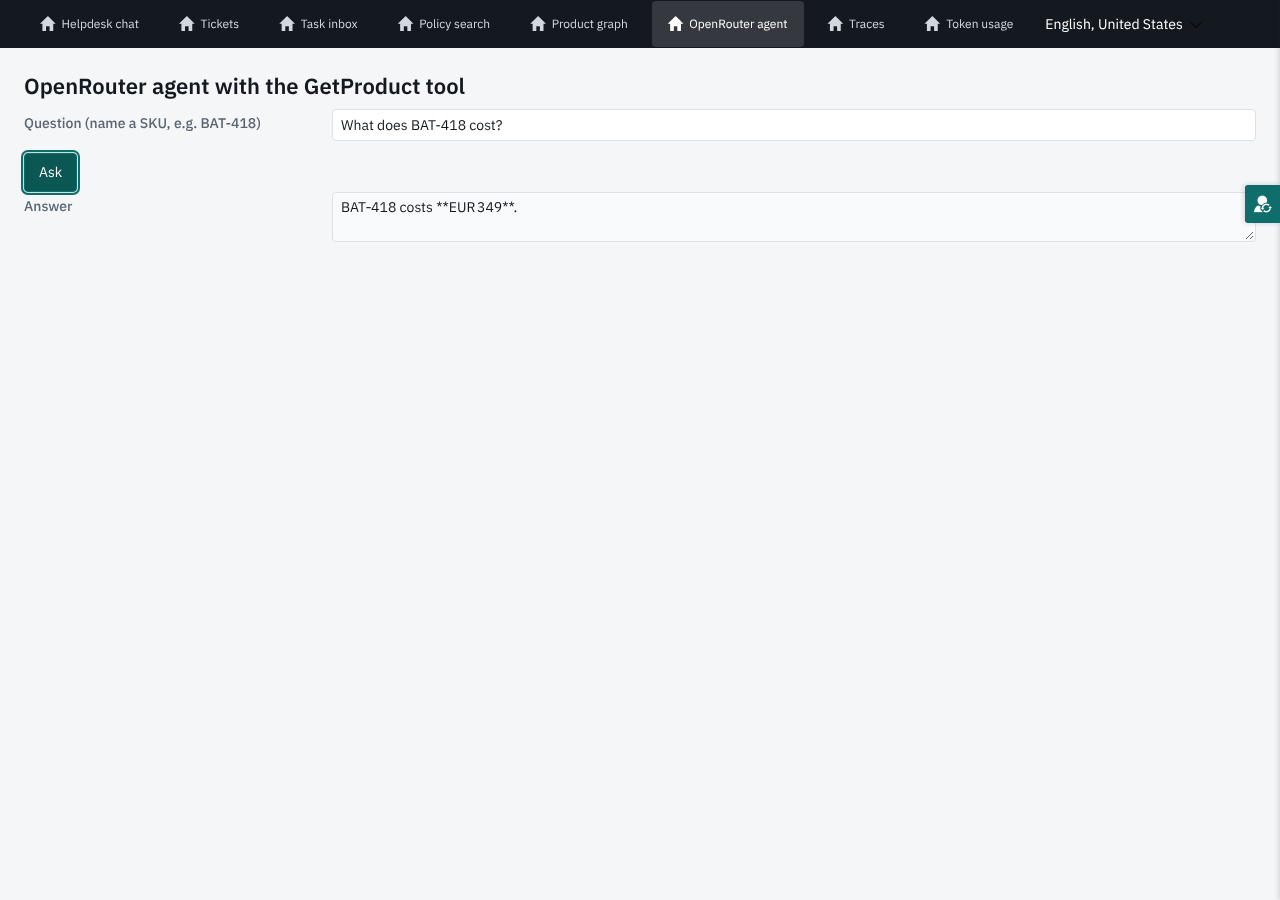 Helpdesk chat
Tickets
Task inbox
Policy search
Product graph
OpenRouter agent
Traces
Token usage
English, United States
OpenRouter agent with the GetProduct tool
Question (name a SKU, e.g. BAT-418)
What does BAT-418 cost?
Ask
Answer
BAT‑418 costs **EUR 349**.